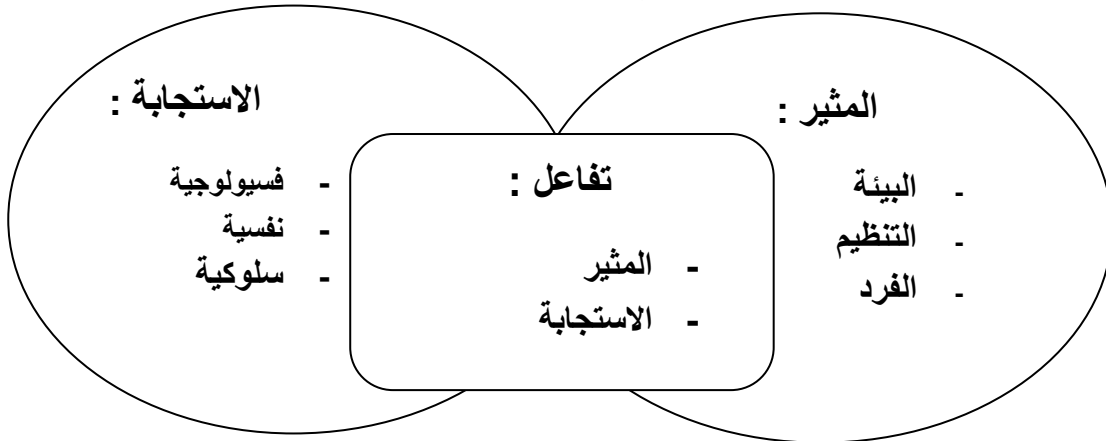 المثير :
- البيئة
- التنظيم
- الفرد
تفاعل :
- المثير
- الاستجابة
الاستجابة :
- فسيولوجية
- نفسية
- سلوكية